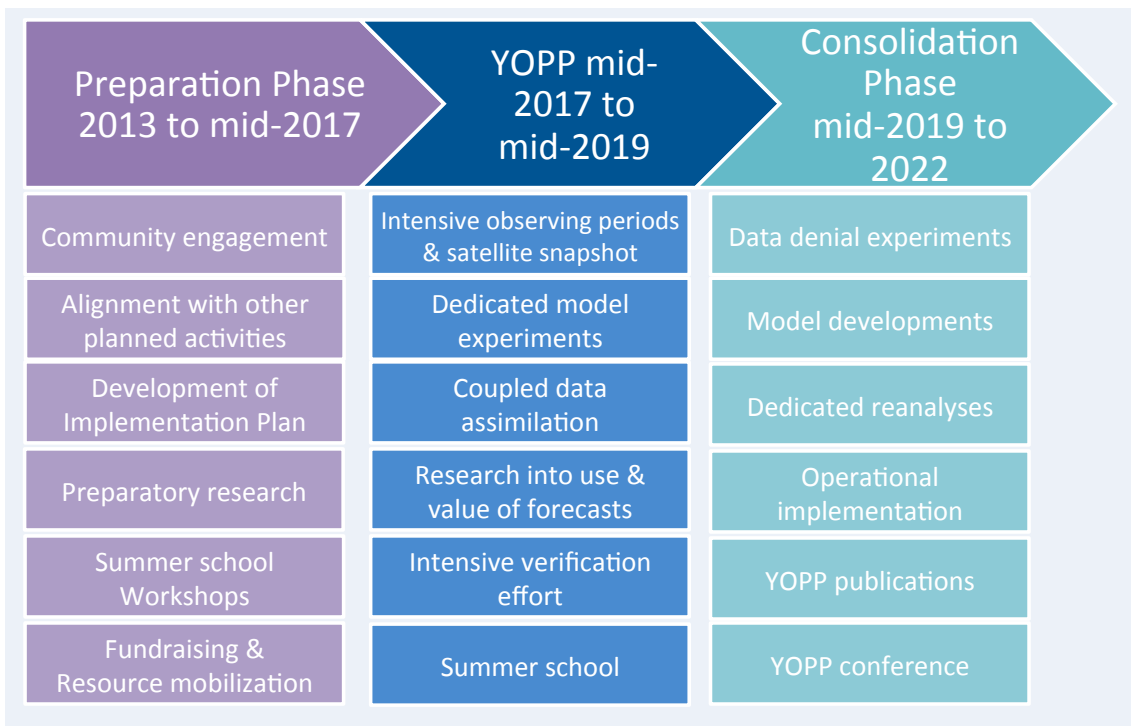 Preparation Phase
2013 to mid-2017
YOPP mid-
2017 to
mid-2019
Consolidation
Phase
mid-2019 to
2022
Community engagement
Alignment with other
planned activities
Development of
Implementation Plan
Preparatory research
Summer school
Workshops
Fundraising &
Resource mobilization
Intensive observing periods
& satellite snapshot
Dedicated model
experiments
Coupled data
assimilation
Research into use &
value of forecasts
Intensive verification
effort
Summer school
Data denial experiments
Model developments
Dedicated reanalyses
Operational
implementation
YOPP publications
YOPP conference